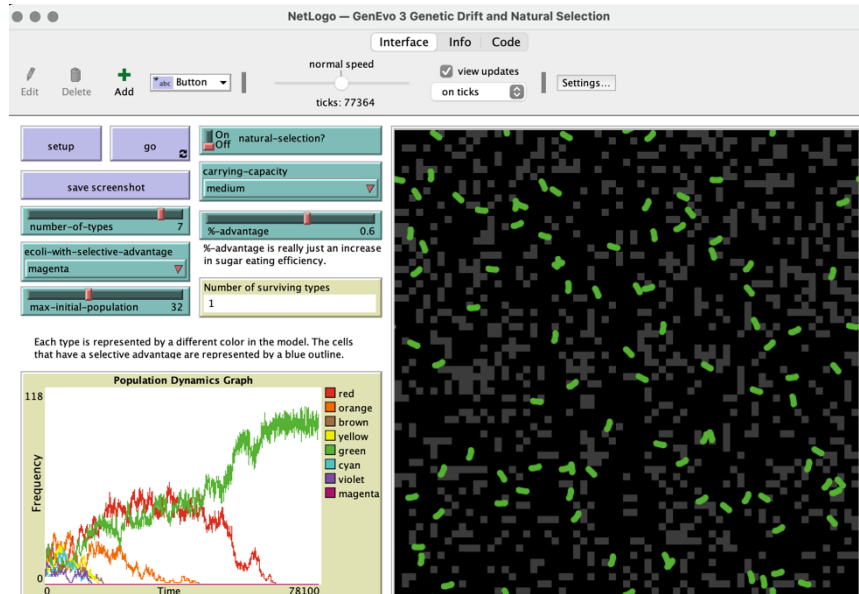 NetLogo — GenEvo 3 Genetic Drift and Natural Selection
Interface Info Code
normal speed
view updates
Edit Delete Add abc Button on ticks Settings...
ticks: 77364
setup go
On
Off
natural-selection?
save screenshot
carrying-capacity
medium
number-of-types 7
%-advantage 0.6
ecoli-with-selective-advantage
magenta
%-advantage is really just an increase
in sugar eating efficiency.
max-initial-population 32
Number of surviving types
1
Each type is represented by a different color in the model. The cells
that have a selective advantage are represented by a blue outline.
Population Dynamics Graph
118
Frequency
0
0 Time 78100
red
orange
brown
yellow
green
cyan
violet
magenta